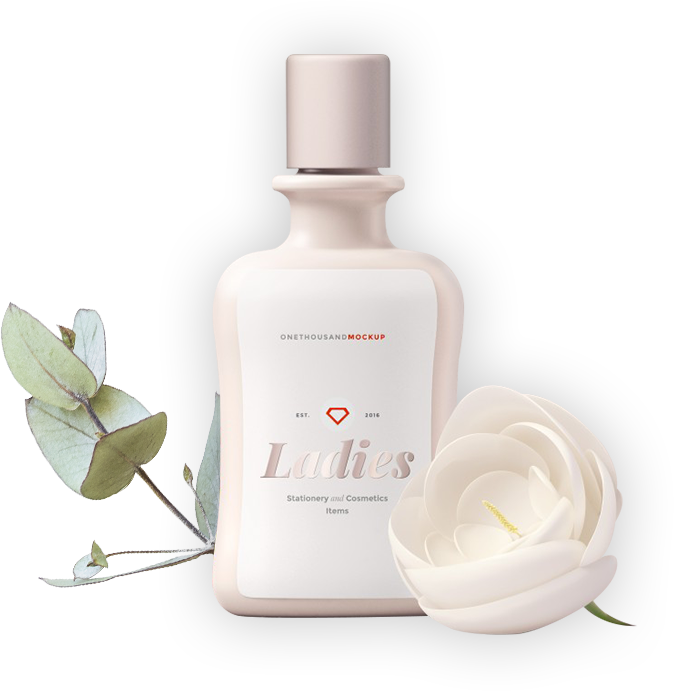 ONETHOUSANDMOCKUP
EST. 2016
Ladies
Stationery and Cosmetics
Items